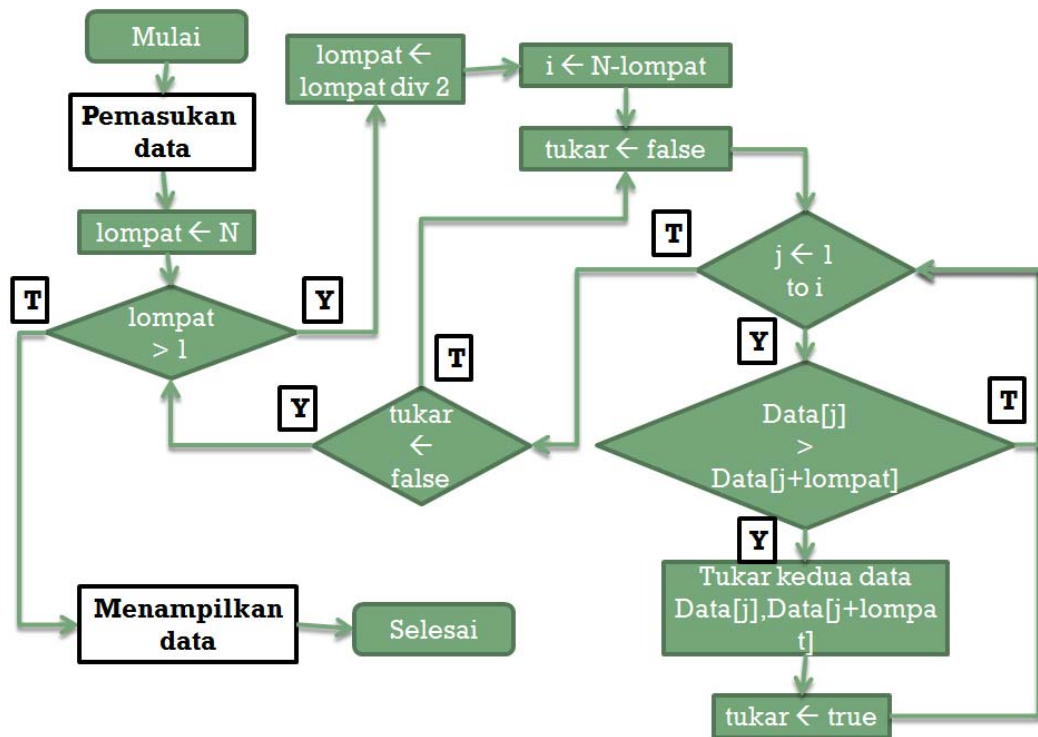 Mulai
Pemasukan
data
lompat ← N
lompat
> 1
T
Y
lompat ←
lompat div 2
i ← N-lompat
tukar ← false
j ← 1
to i
T
Y
Data[j]
>
Data[j+lompat]
T
Y
Tukar kedua data
Data[j],Data[j+lompa
t]
tukar ← true
tukar
←
false
T
Y
Menampilkan
data
Selesai